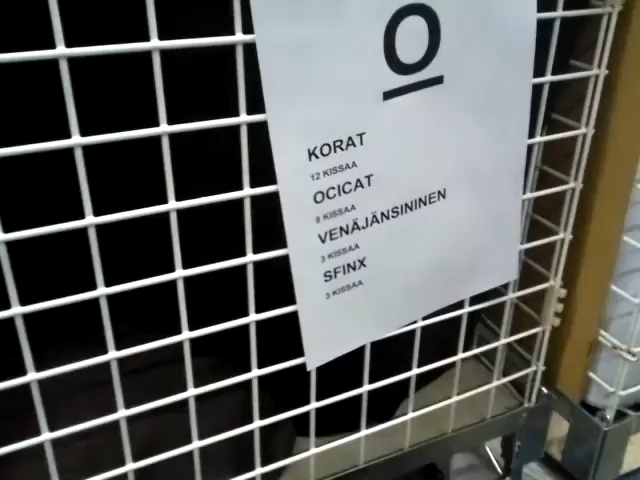 O
KORAT
12 KISSAA
OCICAT
8 KISSAA
VENÄJÄNSININEN
3 KISSAA
SFINX
3 KISSAA